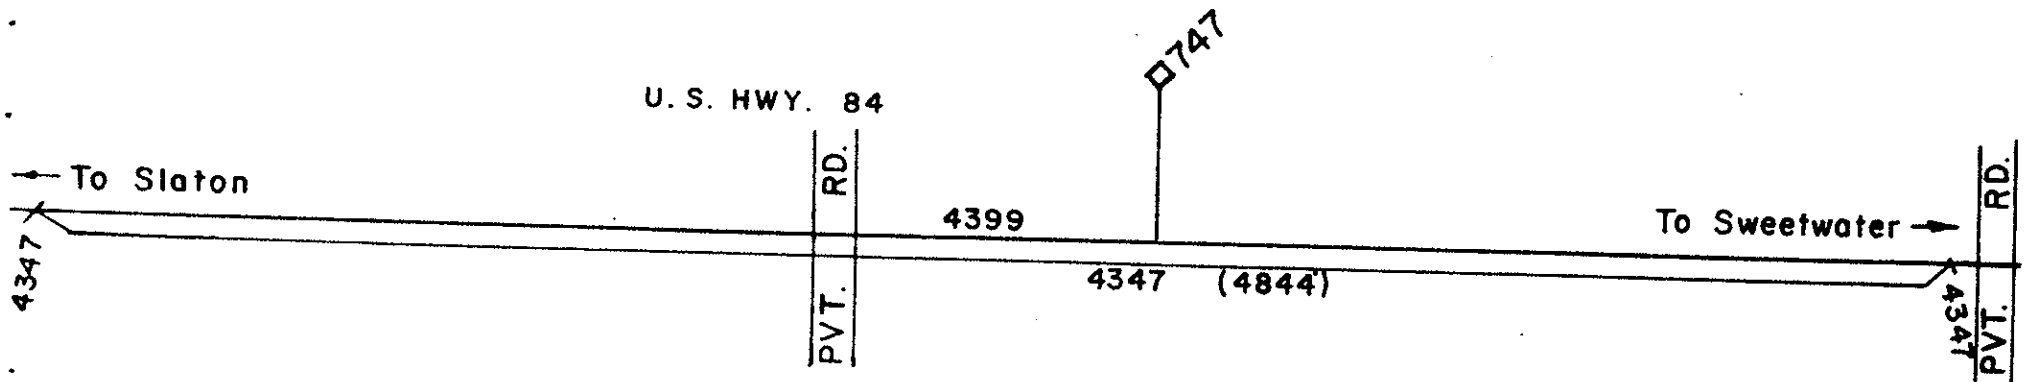 747
U. S. HWY. 84
← To Slaton
PVT. RD.
4399
To Sweetwater →
PVT. RD.
4347
4347 (4844')
4347